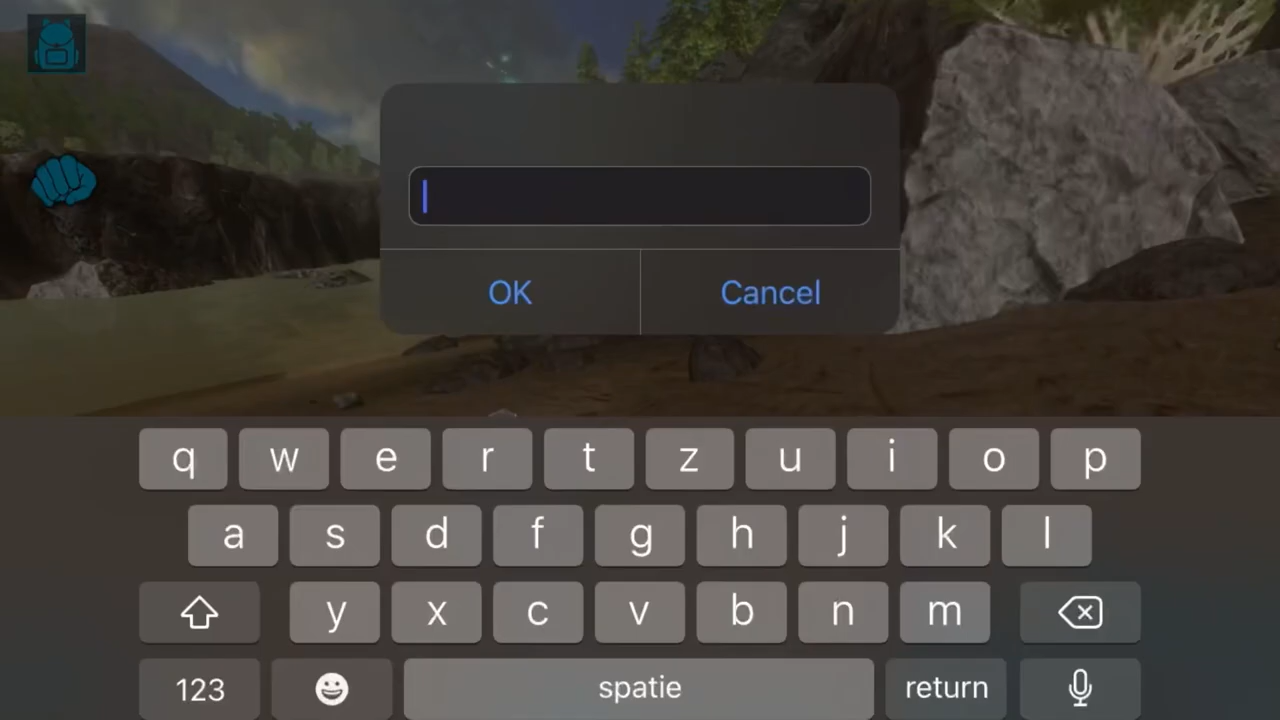 OK Cancel
q w e r t z u i o p
a s d f g h j k l
y x c v b n m
123 spatie return